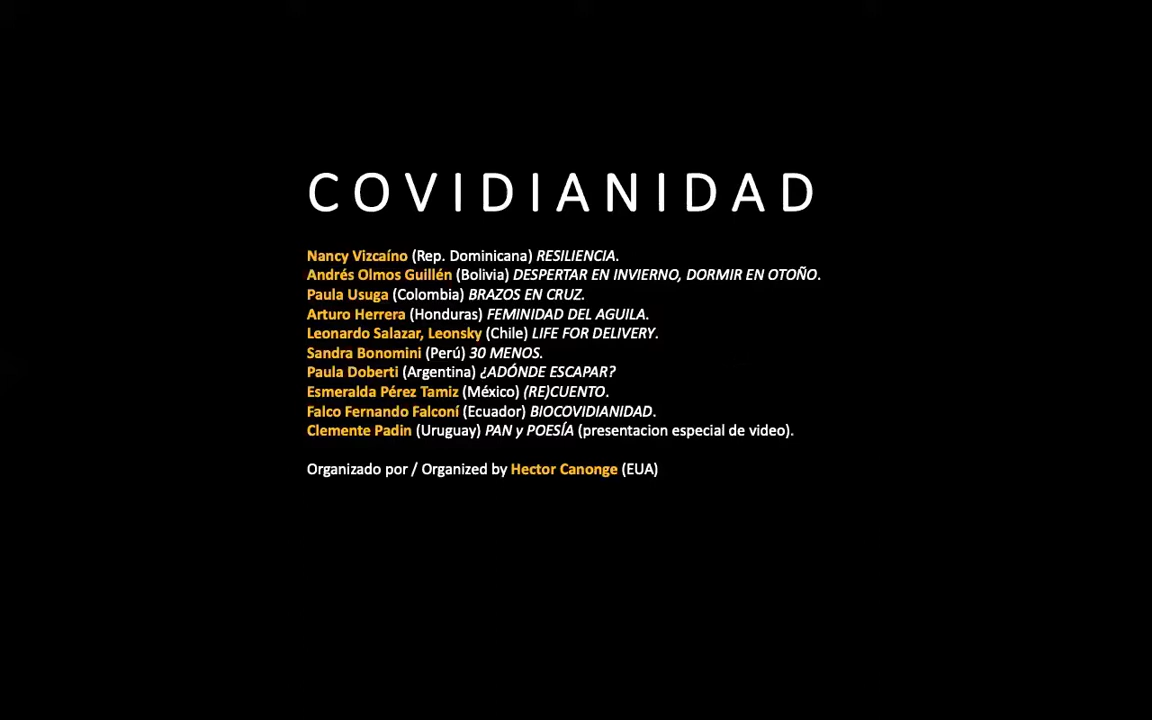 COVIDIANIDAD
Nancy Vizcaíno (Rep. Dominicana) RESILIENCIA.
Andrés Olmos Guillén (Bolivia) DESPERTAR EN INVIERNO, DORMIR EN OTOÑO.
Paula Usuga (Colombia) BRAZOS EN CRUZ.
Arturo Herrera (Honduras) FEMINIDAD DEL AGUILA.
Leonardo Salazar, Leonsky (Chile) LIFE FOR DELIVERY.
Sandra Bonomini (Perú) 30 MENOS.
Paula Doberti (Argentina) ¿ADÓNDE ESCAPAR?
Esmeralda Pérez Tamiz (México) (RE)CUENTO.
Falco Fernando Falconí (Ecuador) BIOCOVIDIANIDAD.
Clemente Padin (Uruguay) PAN y POESÍA (presentacion especial de video).
Organizado por / Organized by Hector Canonge (EUA)